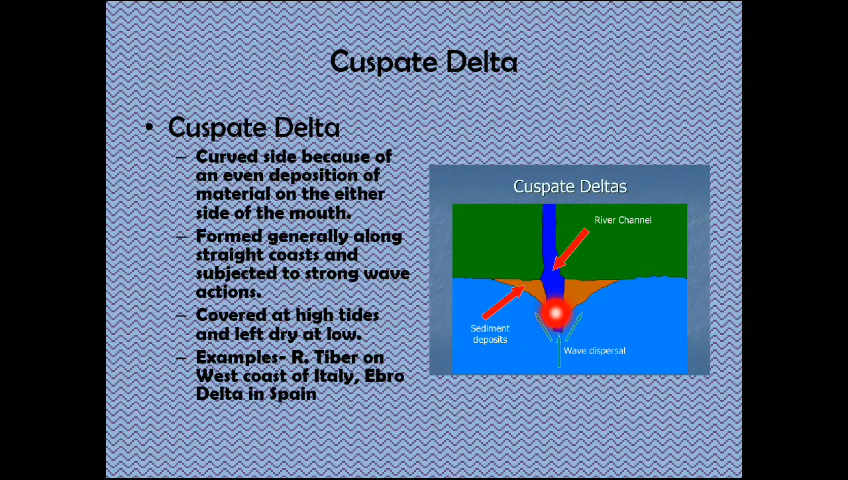 Cuspate Delta
• Cuspate Delta
– Curved side because of
an even deposition of
material on the either
side of the mouth.
– Formed generally along
straight coasts and
subjected to strong wave
actions.
– Covered at high tides
and left dry at low.
– Examples- R. Tiber on
West coast of Italy, Ebro
Delta in Spain
Cuspate Deltas
River Channel
Sediment
deposits
Wave dispersal